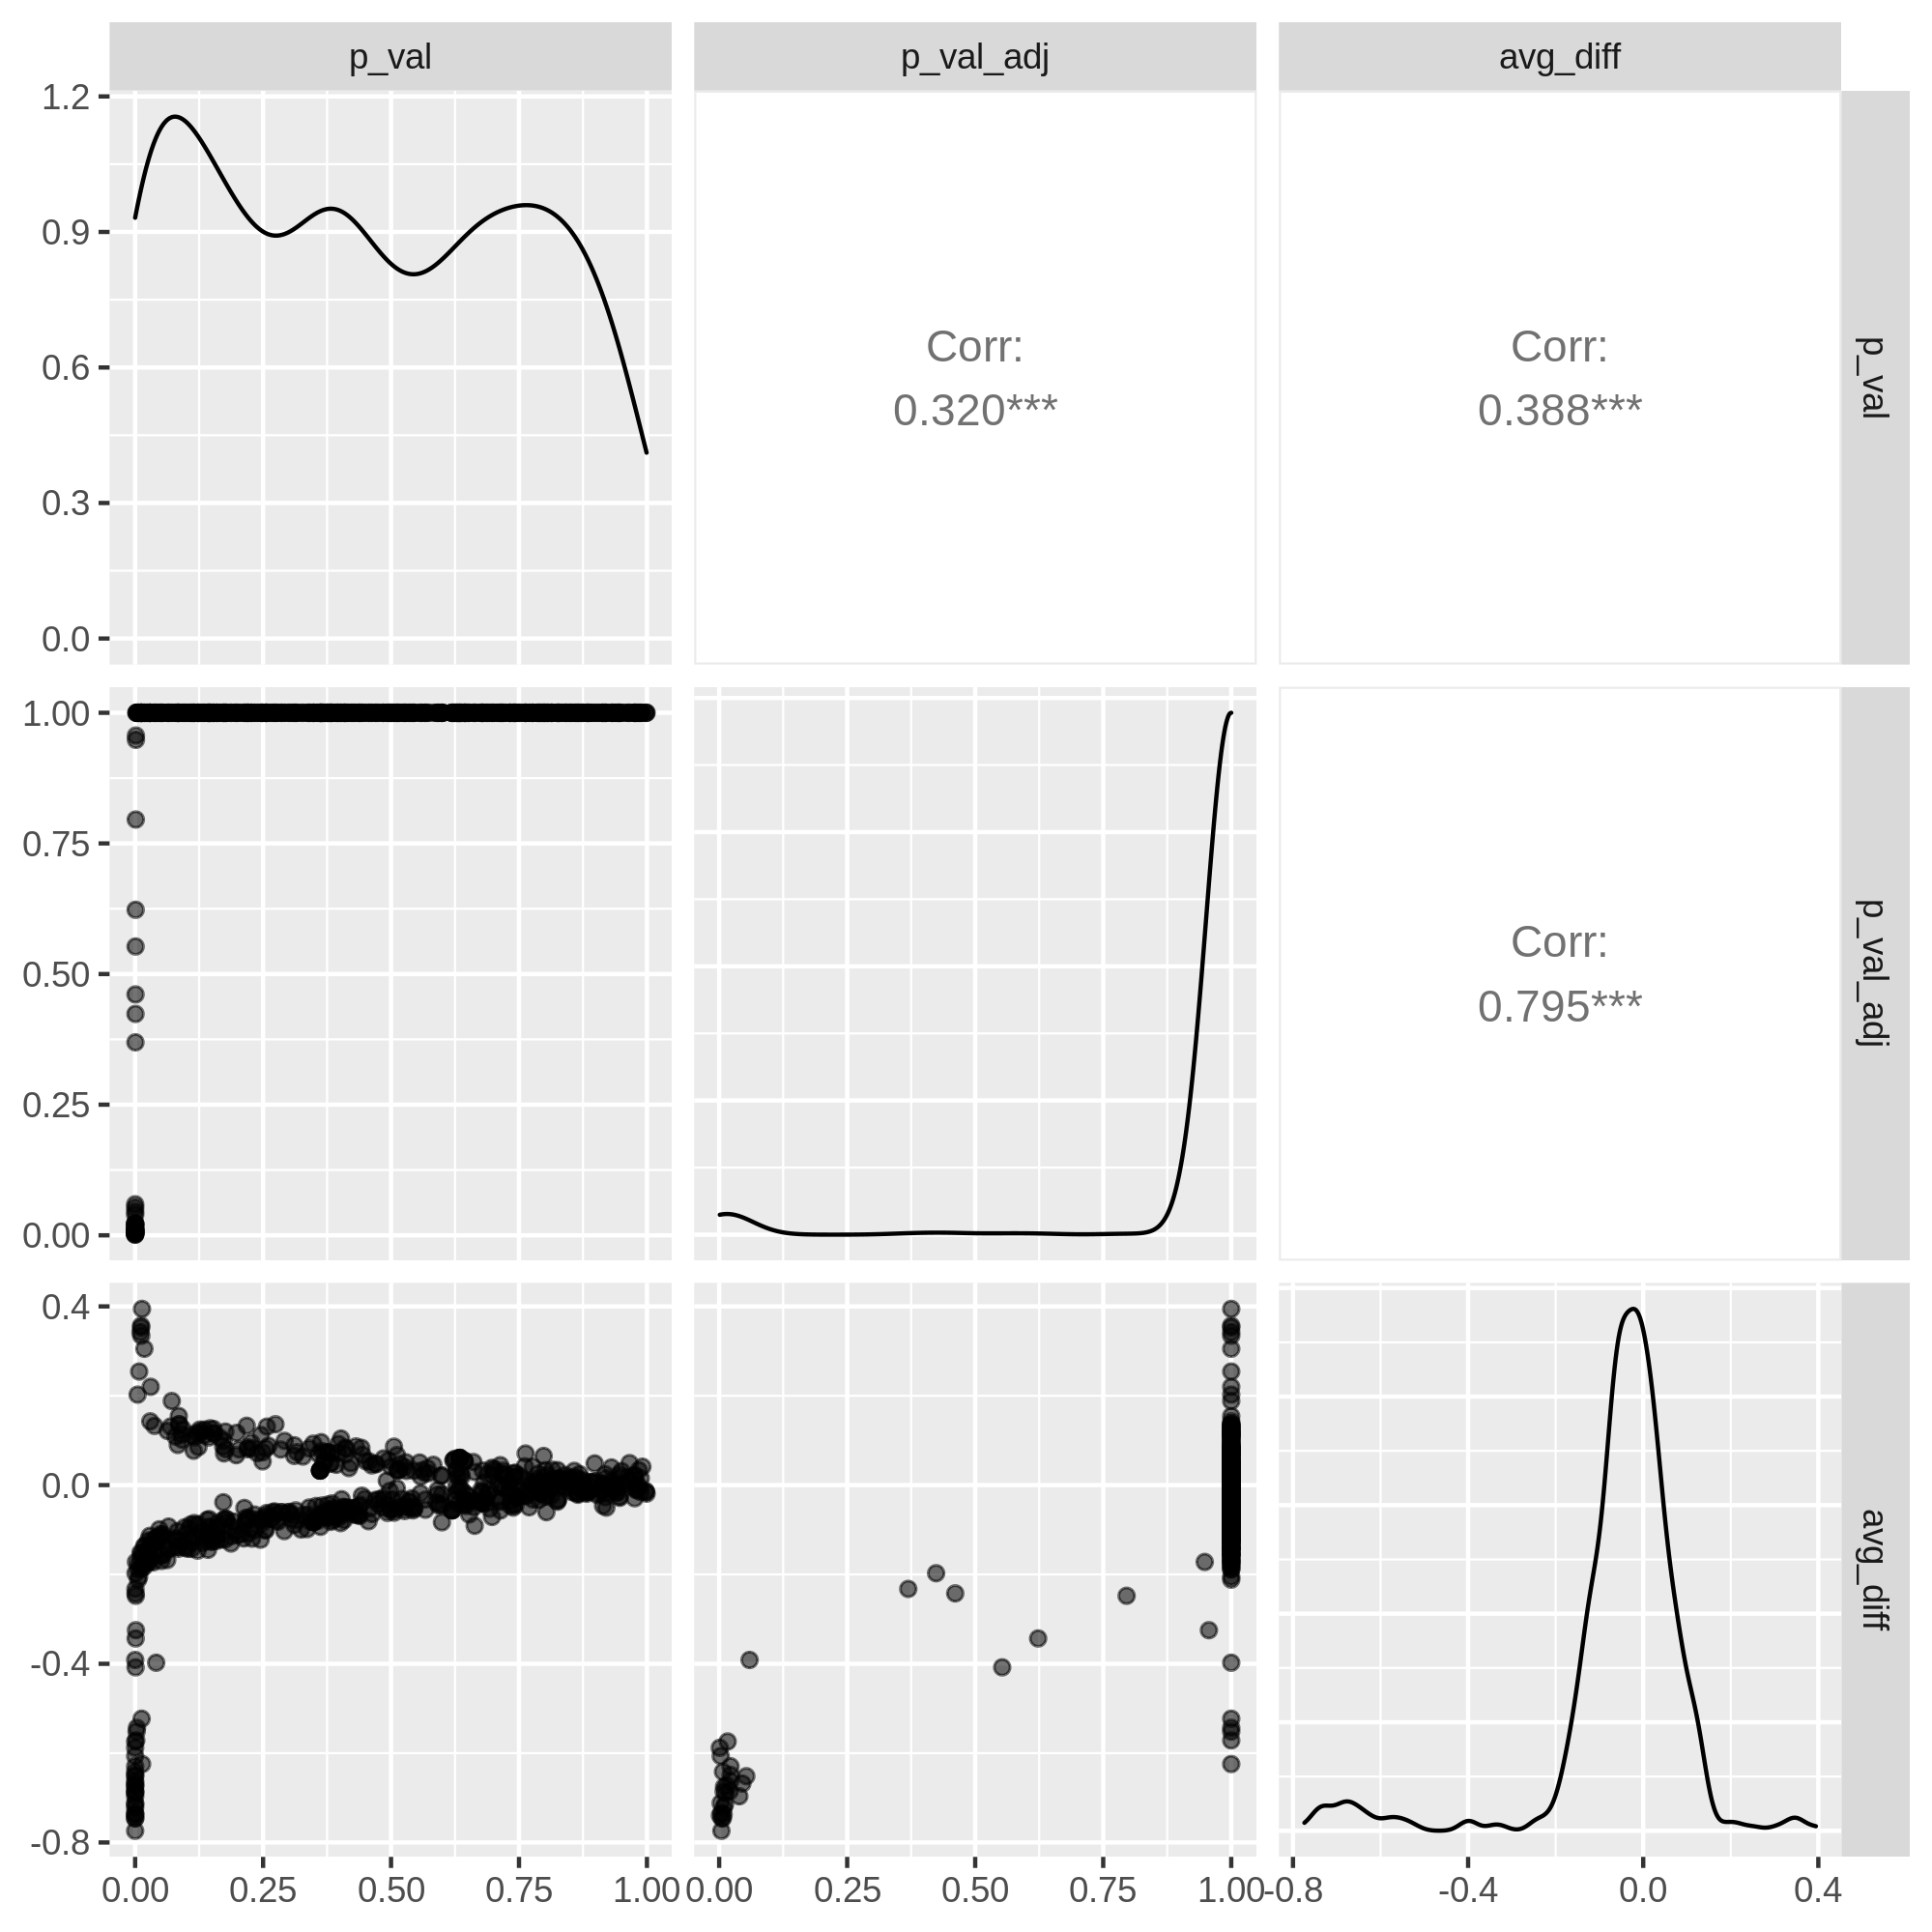 p_val
p_val_adj
avg_diff
1.2
0.9
0.6
0.3
0.0
Corr:
0.320***
Corr:
0.388***
p_val
1.00
0.75
0.50
0.25
0.00
Corr:
0.795***
p_val_adj
0.4
0.0
-0.4
-0.8
avg_diff
0.00 0.25 0.50 0.75 1.00
0.00 0.25 0.50 0.75 1.00
-0.8 -0.4 0.0 0.4